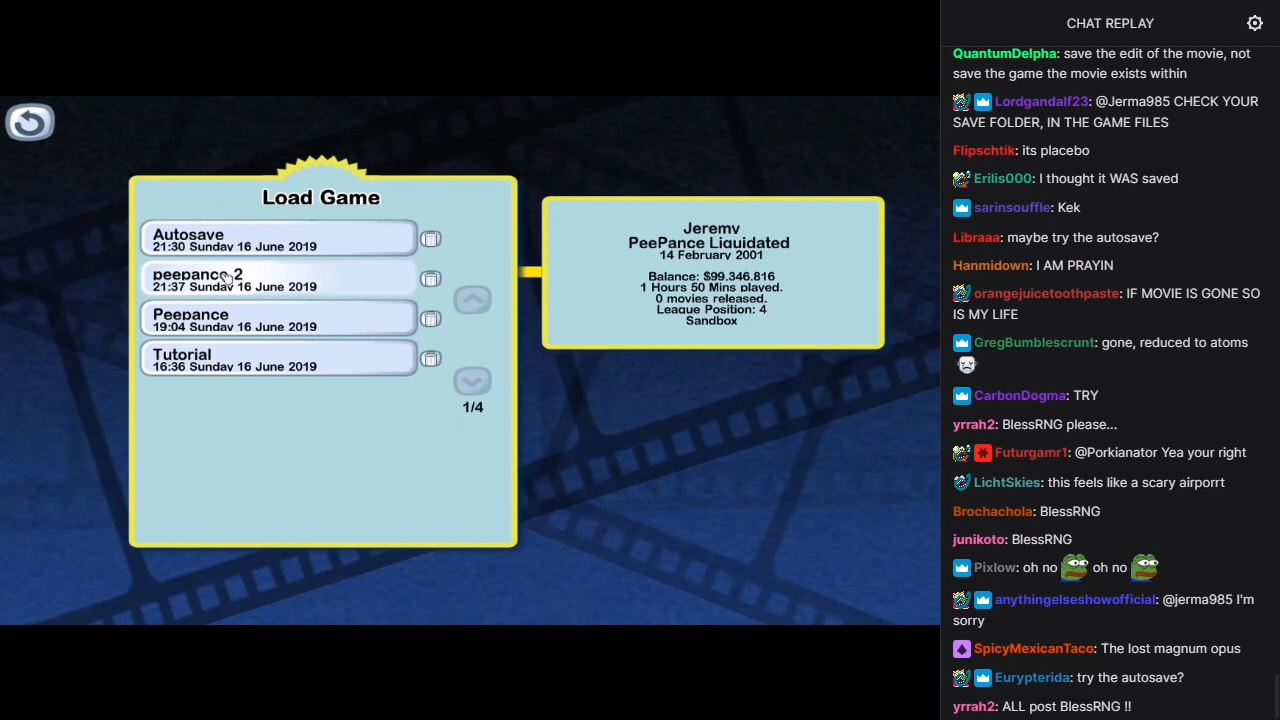 Load Game
Autosave
21:30 Sunday 16 June 2019
peepance 2
21:37 Sunday 16 June 2019
Peepance
19:04 Sunday 16 June 2019
Tutorial
16:36 Sunday 16 June 2019
1/4
Jeremy
PeePance Liquidated
14 February 2001
Balance: $99.346.816
1 Hours 50 Mins played.
0 movies released.
League Position: 4
Sandbox
CHAT REPLAY
QuantumDelpha: save the edit of the movie, not
save the game the movie exists within
Lordgandalf23: @Jerma985 CHECK YOUR
SAVE FOLDER, IN THE GAME FILES
Flipschtik: its placebo
Erilis000: I thought it WAS saved
sarinsouffle: Kek
Libraaa: maybe try the autosave?
Hanmidown: I AM PRAYIN
orangejuicetoothpaste: IF MOVIE IS GONE SO
IS MY LIFE
GregBumblescrunt: gone, reduced to atoms
CarbonDogma: TRY
yrrah2: BlessRNG please...
Futurgamr1: @Porkianator Yea your right
LichtSkies: this feels like a scary airporrt
Brochachola: BlessRNG
junikoto: BlessRNG
Pixlow: oh no oh no
anythingelseshowofficial: @jerma985 I'm
sorry
SpicyMexicanTaco: The lost magnum opus
Eurypterida: try the autosave?
yrrah2: ALL post BlessRNG !!